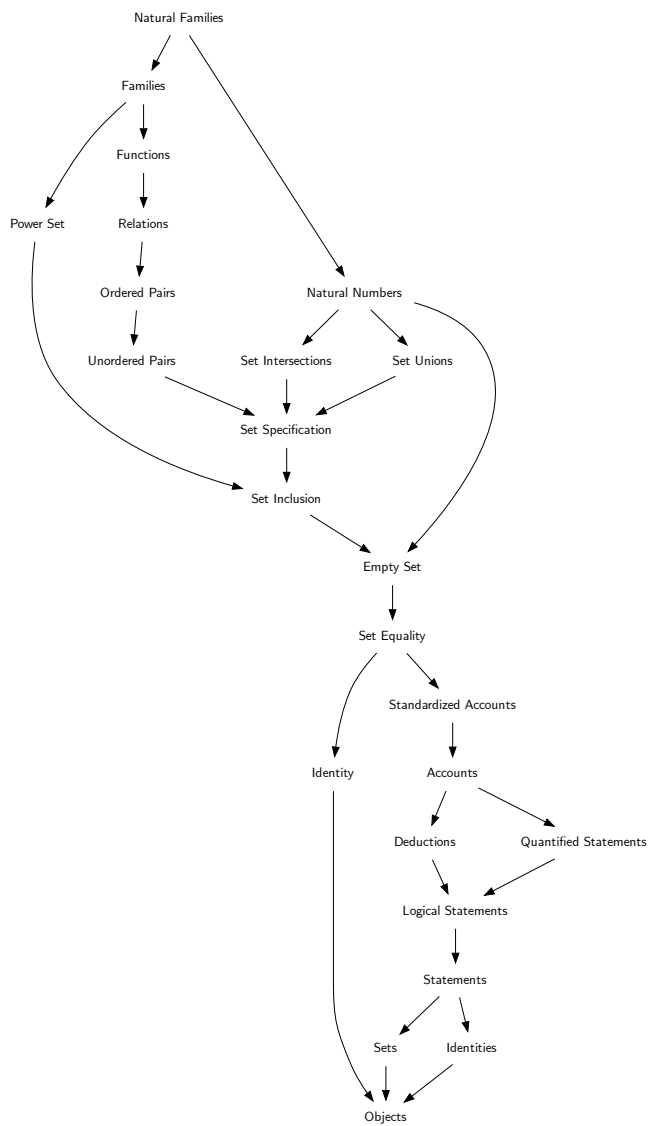 Natural Families
Families
Functions
Power Set
Relations
Ordered Pairs
Natural Numbers
Unordered Pairs
Set Intersections
Set Unions
Set Specification
Set Inclusion
Empty Set
Set Equality
Standardized Accounts
Identity
Accounts
Deductions
Quantified Statements
Logical Statements
Statements
Sets
Identities
Objects